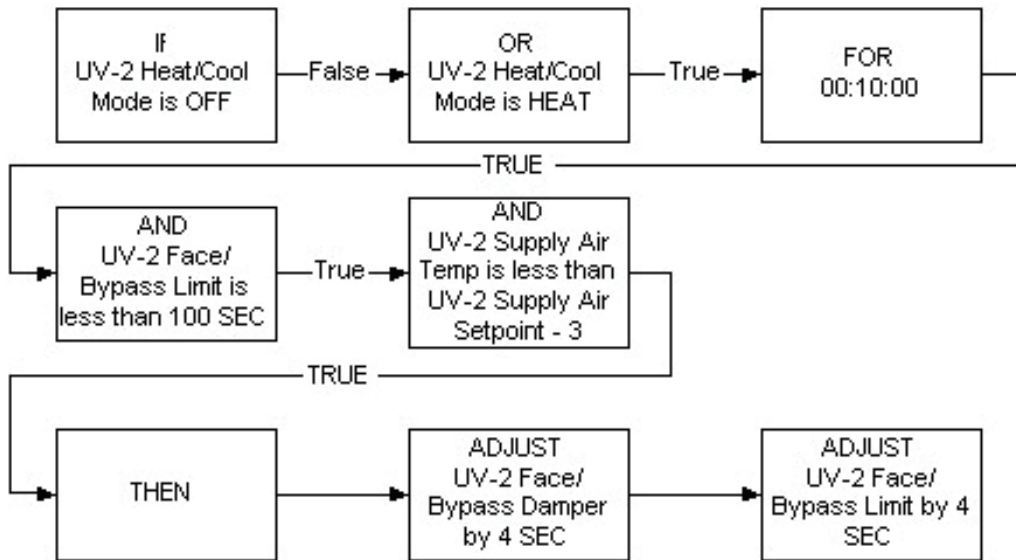 IF
UV-2 Heat/Cool
Mode is OFF
False
OR
UV-2 Heat/Cool
Mode is HEAT
True
FOR
00:10:00
TRUE
AND
UV-2 Face/
Bypass Limit is
less than 100 SEC
True
AND
UV-2 Supply Air
Temp is less than
UV-2 Supply Air
Setpoint - 3
TRUE
THEN
ADJUST
UV-2 Face/
Bypass Damper
by 4 SEC
ADJUST
UV-2 Face/
Bypass Limit by 4
SEC